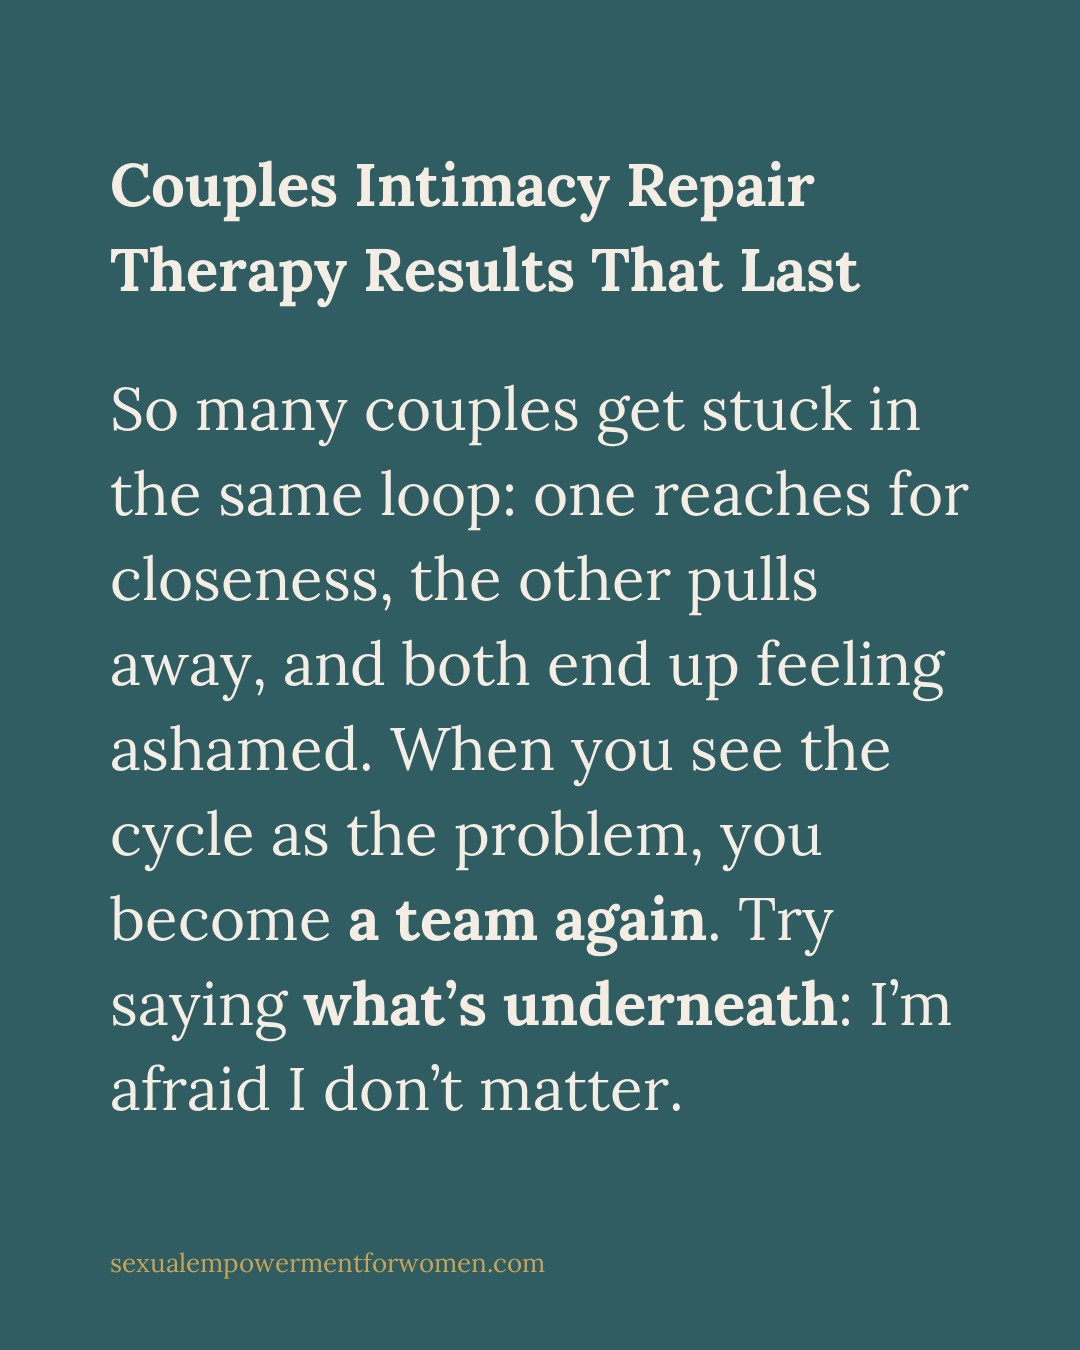 Couples Intimacy Repair
Therapy Results That Last
So many couples get stuck in
the same loop: one reaches for
closeness, the other pulls
away, and both end up feeling
ashamed. When you see the
cycle as the problem, you
become a team again. Try
saying what’s underneath: I’m
afraid I don’t matter.
sexualempowermentforwomen.com